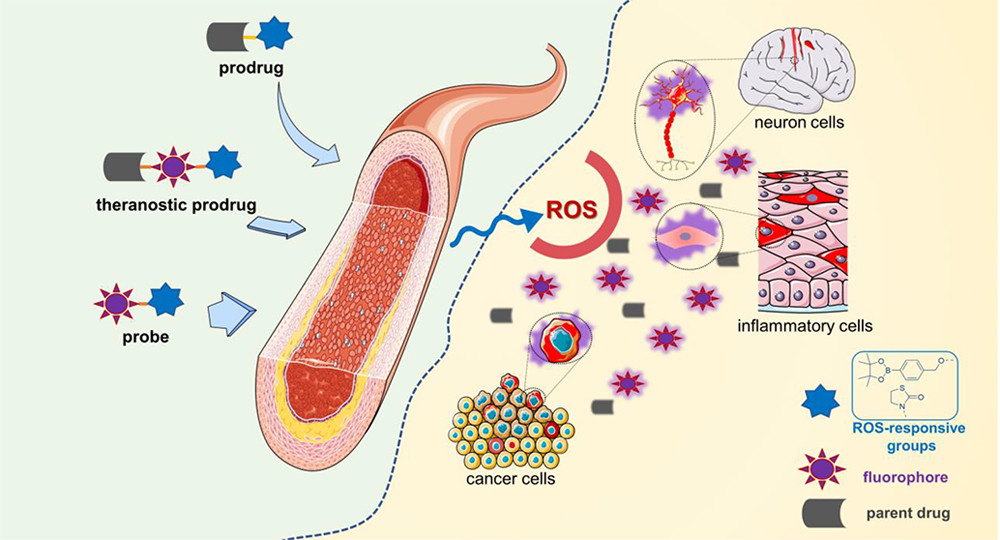 prodrug
theranostic prodrug
probe
ROS
neuron cells
inflammatory cells
cancer cells
O
B
O
O
S
O
N
ROS-responsive
groups
fluorophore
parent drug